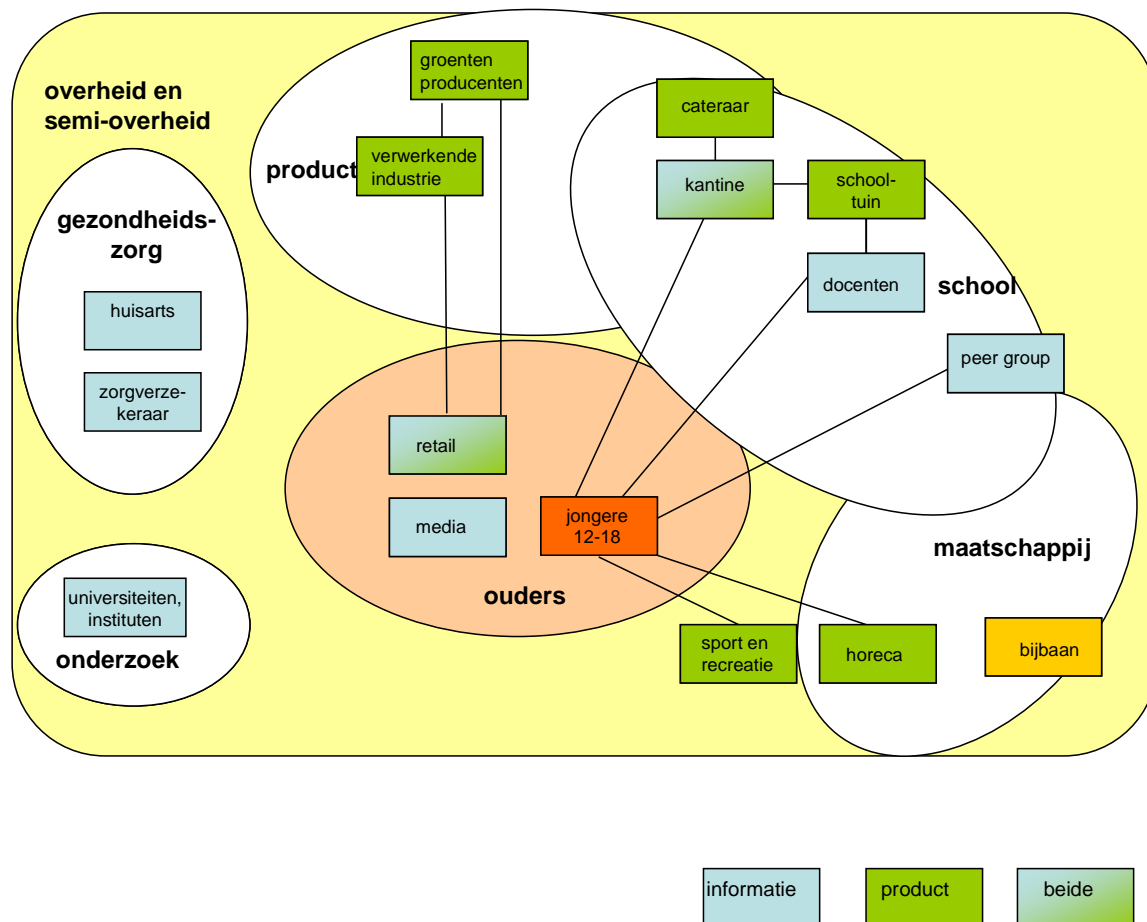 overheid en
semi-overheid
gezondheids-
zorg
huisarts
zorgverze-
keraar
universiteiten,
instituten
onderzoek
groenten
producenten
product
verwerkende
industrie
cateraar
kantine
school-
tuin
docenten
school
peer group
retail
media
jongere
12-18
ouders
maatschappij
sport en
recreatie
horeca
bijbaan
informatie
product
beide